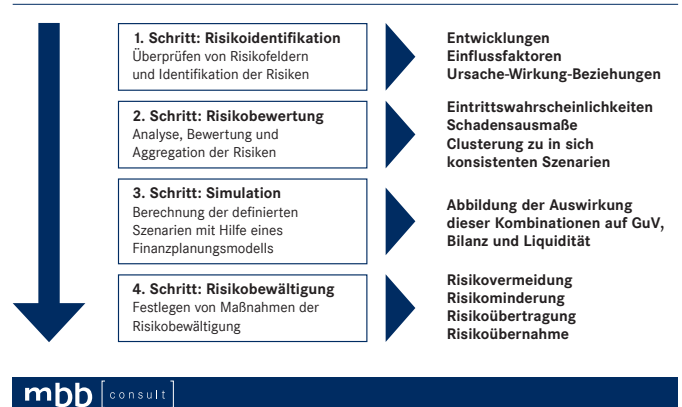 1. Schritt: Risikoidentifikation
Überprüfen von Risikofeldern
und Identifikation der Risiken
Entwicklungen
Einflussfaktoren
Ursache-Wirkung-Beziehungen
2. Schritt: Risikobewertung
Analyse, Bewertung und
Aggregation der Risiken
Eintrittswahrscheinlichkeiten
Schadensausmaße
Clusterung zu in sich
konsistenten Szenarien
3. Schritt: Simulation
Berechnung der definierten
Szenarien mit Hilfe eines
Finanzplanungsmodells
Abbildung der Auswirkung
dieser Kombinationen auf GuV,
Bilanz und Liquidität
4. Schritt: Risikobewältigung
Festlegen von Maßnahmen der
Risikobewältigung
Risikovermeidung
Risikominderung
Risikoübertragung
Risikoübernahme
mbb [consult]